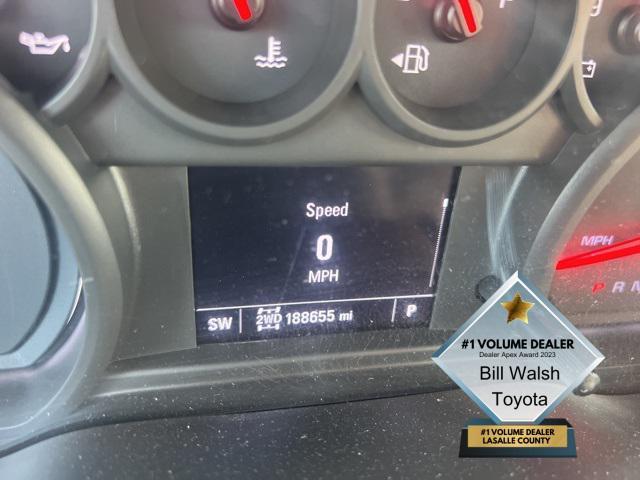 Speed
0
MPH
SW 2WD 188655 mi P
MPH
P R N
#1 VOLUME DEALER
Dealer Apex Award 2023
Bill Walsh
Toyota
#1 VOLUME DEALER
LASALLE COUNTY